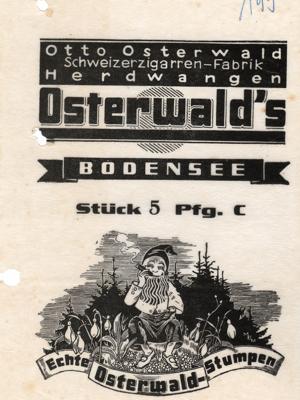 Otto Osterwald
Schweizerzigarren-Fabrik
Herdwangen
Osterwald's
BODENSEE
Stück 5 Pfg. C
Echte Osterwald-Stumpen